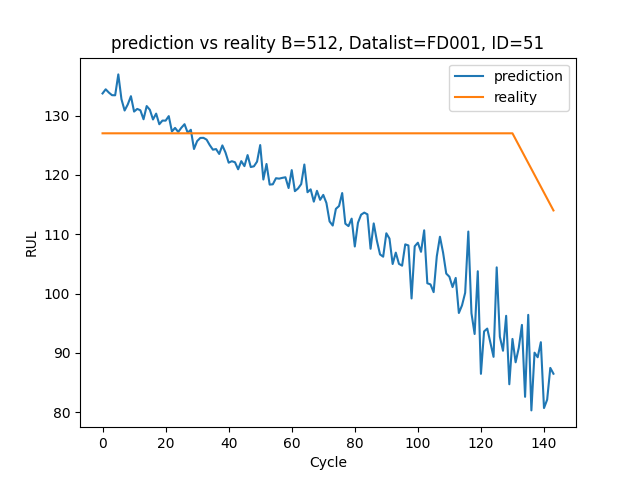 prediction vs reality B=512, Datalist=FD001, ID=51
prediction
reality
130
120
110
100
90
80
RUL
0 20 40 60 80 100 120 140
Cycle